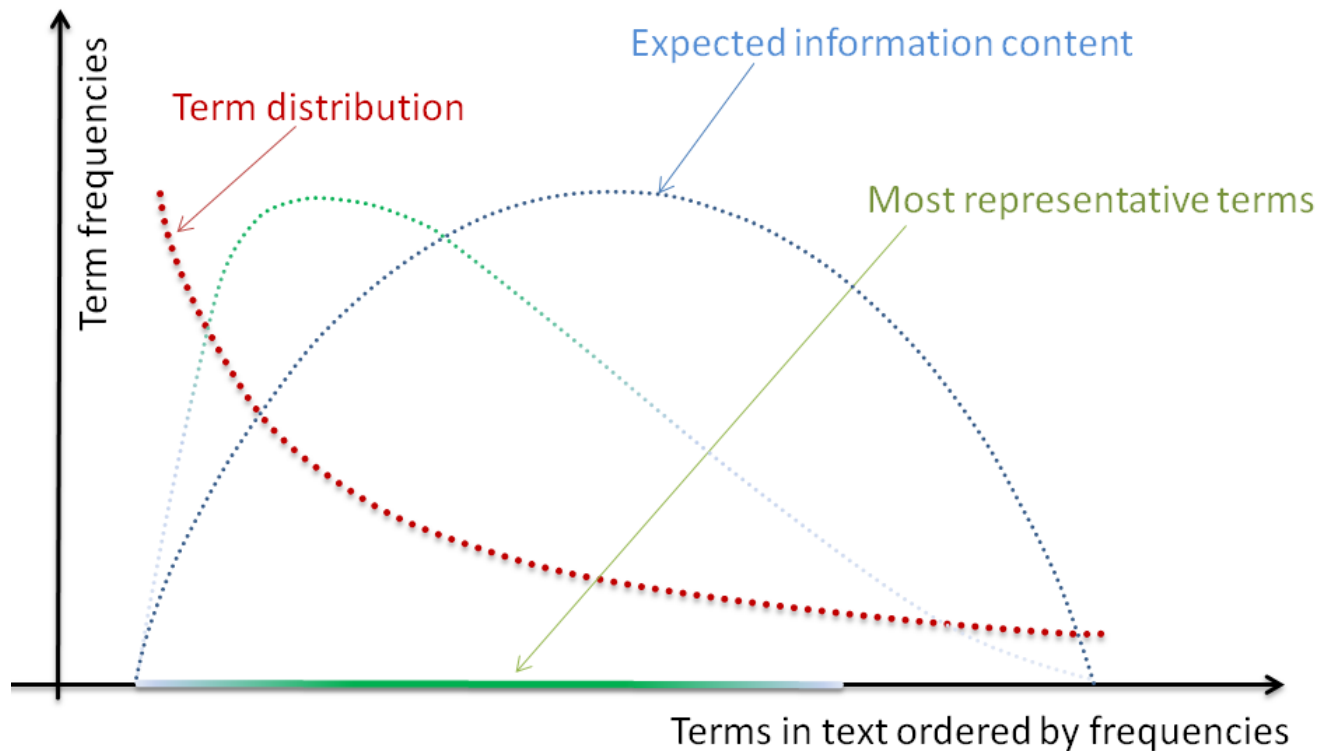 Expected information content
Term distribution
Most representative terms
Term frequencies
Terms in text ordered by frequencies